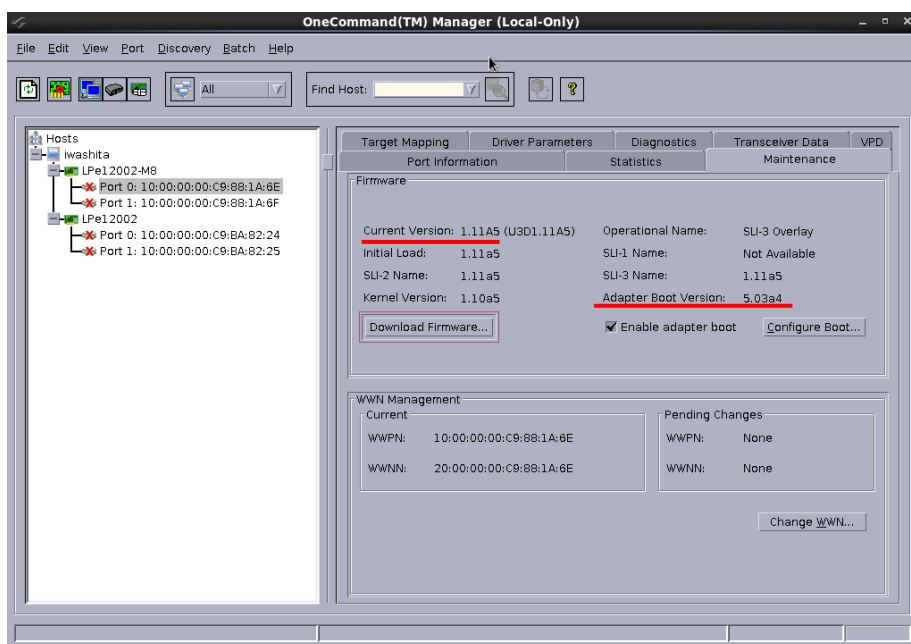 OneCommand(TM) Manager (Local-Only)
File Edit View Port Discovery Batch Help
All Find Host:
Hosts
iwashita
LPe12002-M8
Port 0: 10:00:00:00:C9:88:1A:6E
Port 1: 10:00:00:00:C9:88:1A:6F
LPe12002
Port 0: 10:00:00:00:C9:BA:82:24
Port 1: 10:00:00:00:C9:BA:82:25
Target Mapping Driver Parameters Diagnostics Transceiver Data VPD
Port Information Statistics Maintenance
Firmware
Current Version: 1.11A5 (U3D1.11A5) Operational Name: SLI-3 Overlay
Initial Load: 1.11a5 SLI-1 Name: Not Available
SLI-2 Name: 1.11a5 SLI-3 Name: 1.11a5
Kernel Version: 1.10a5 Adapter Boot Version: 5.03a4
Download Firmware... Enable adapter boot Configure Boot...
WWN Management
Current Pending Changes
WWPN: 10:00:00:00:C9:88:1A:6E WWPN: None
WWNN: 20:00:00:00:C9:88:1A:6E WWNN: None
Change WWN...